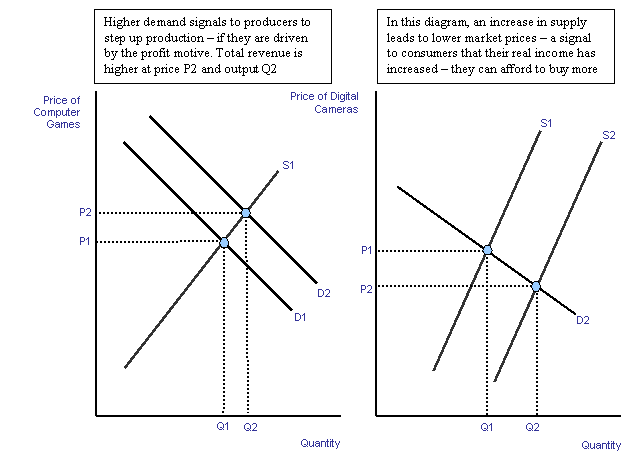 Higher demand signals to producers to
step up production – if they are driven
by the profit motive. Total revenue is
higher at price P2 and output Q2
In this diagram, an increase in supply
leads to lower market prices – a signal
to consumers that their real income has
increased – they can afford to buy more
Price of
Computer
Games
S1
P2
P1
D2
D1
Q1
Q2
Quantity
Price of Digital
Cameras
S1
S2
P1
P2
D2
Q1
Q2
Quantity